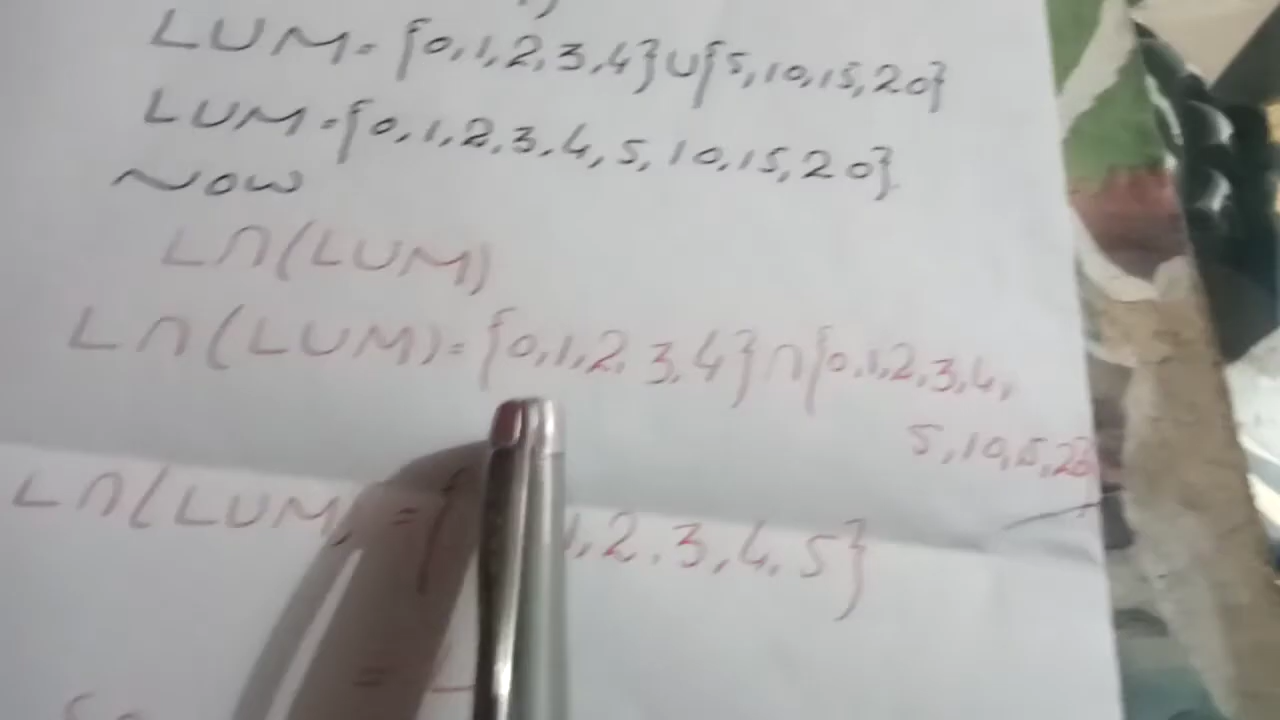 LUM = {0,1,2,3,4}U{5,10,15,20}
LUM = {0,1,2,3,4,5,10,15,20}
NOW
L∩(LUM)
L∩(LUM) = {0,1,2,3,4}∩{0,1,2,3,4,
5,10,15,20}
L∩(LUM) = { 1,2,3,4,5}
= L